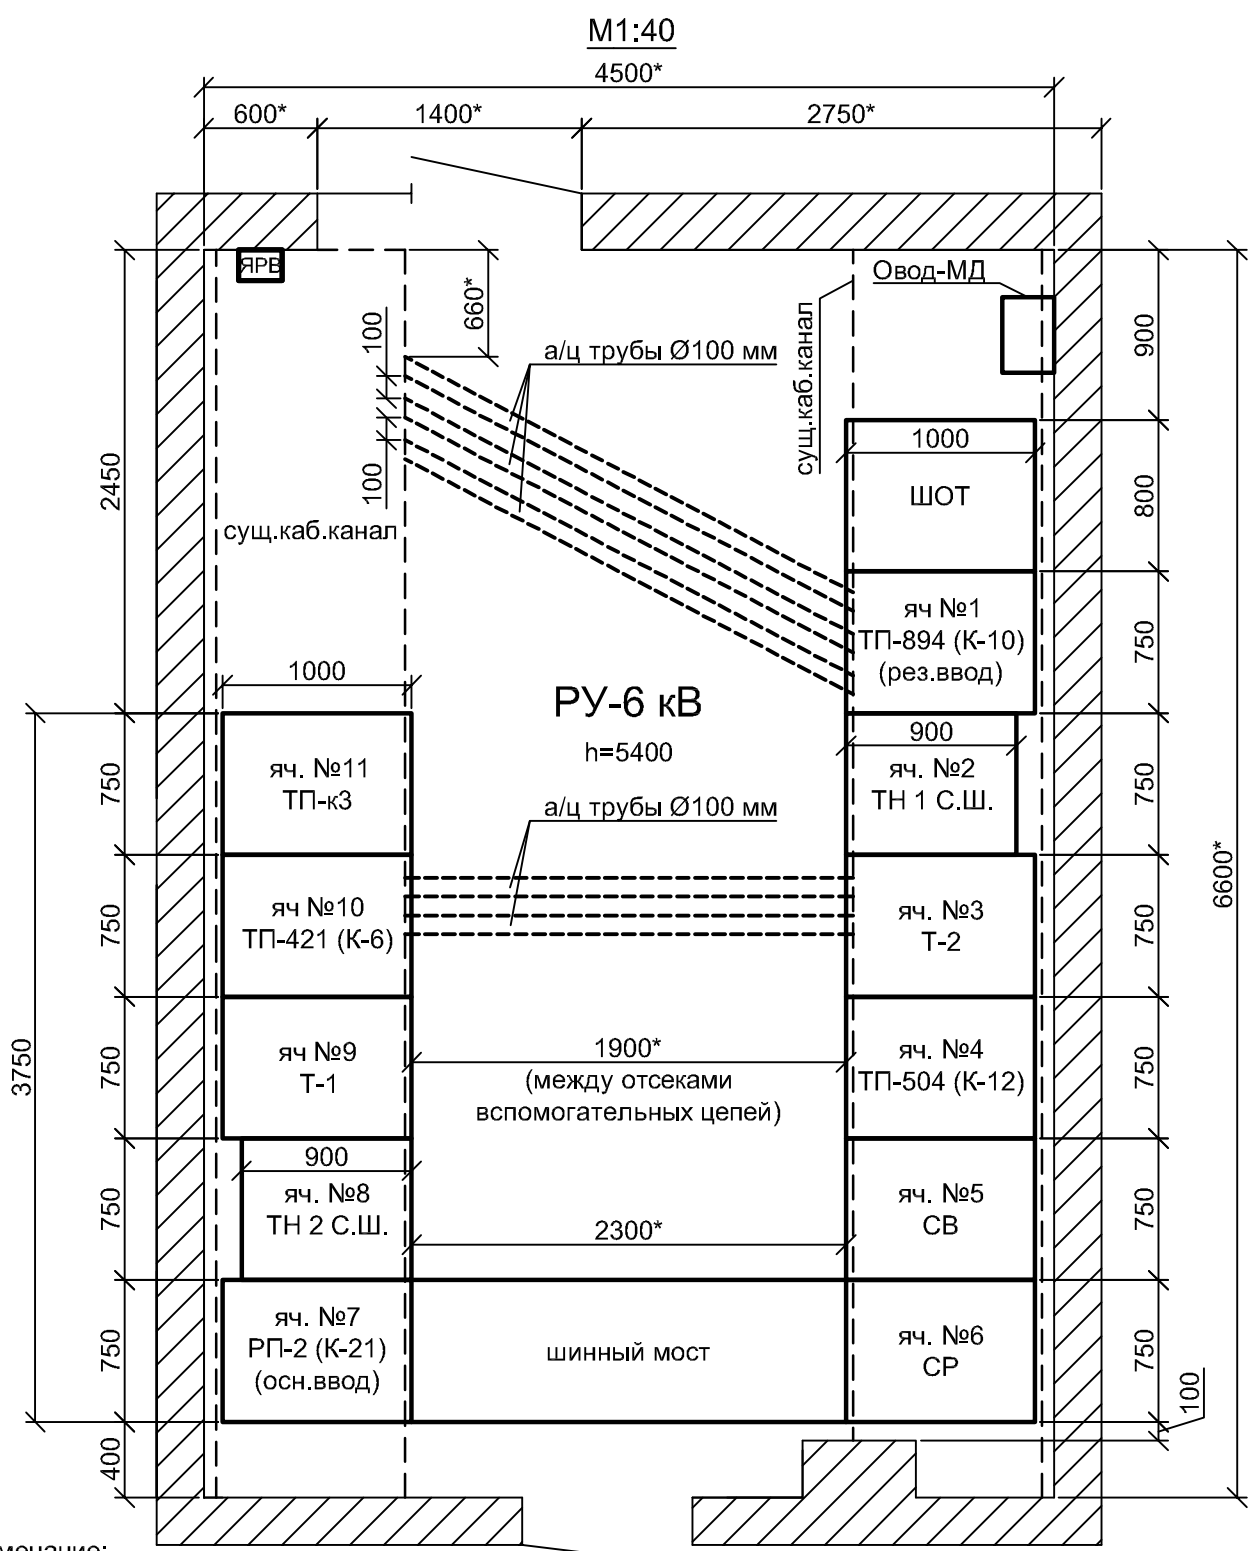 М1:40
4500*
600*
1400*
2750*
ЯРВ
660*
Овод-МД
100
а/ц трубы Ø100 мм
сущ.каб.канал
900
1000
2450
100
ШОТ
800
сущ.каб.канал
яч №1
ТП-894 (К-10)
(рез.ввод)
750
1000
РУ-6 кВ
h=5400
900
яч. №11
ТП-к3
750
яч. №2
ТН 1 С.Ш.
750
а/ц трубы Ø100 мм
6600*
яч №10
ТП-421 (К-6)
750
яч. №3
Т-2
750
3750
яч №9
Т-1
750
1900*
(между отсеками
вспомогательных цепей)
яч. №4
ТП-504 (К-12)
750
900
яч. №8
ТН 2 С.Ш.
750
2300*
яч. №5
СВ
750
яч. №7
РП-2 (К-21)
(осн.ввод)
750
шинный мост
яч. №6
СР
750
100
400